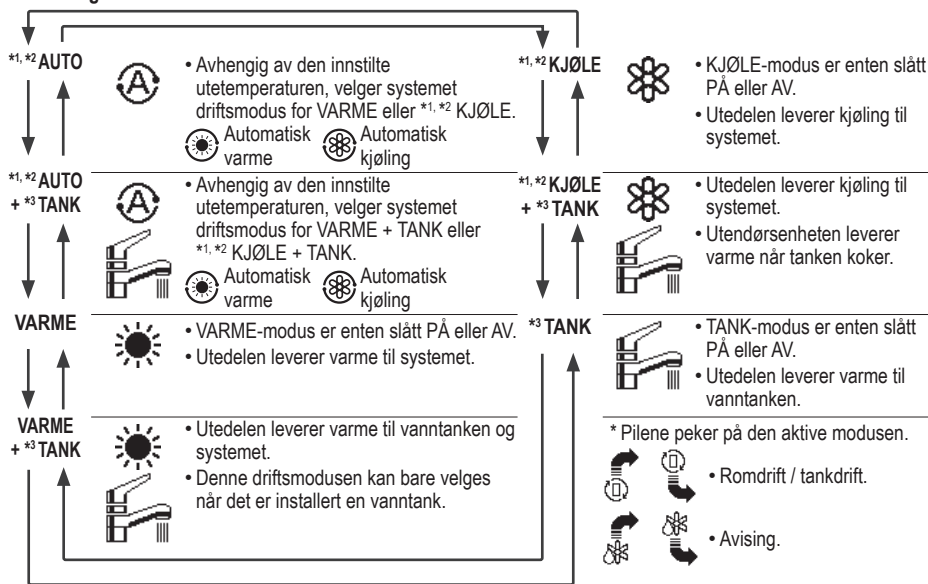 *1, *2 AUTO
• Avhengig av den innstilte
utetemperaturen, velger systemet
driftsmodus for VARME eller *1, *2 KJØLE.
Automatisk
varme
Automatisk
kjøling
*1, *2 AUTO
+ *3 TANK
• Avhengig av den innstilte
utetemperaturen, velger systemet
driftsmodus for VARME + TANK eller
*1, *2 KJØLE + TANK.
Automatisk
varme
Automatisk
kjøling
VARME
• VARME-modus er enten slått PÅ eller AV.
• Utedelen leverer varme til systemet.
VARME
+ *3 TANK
• Utedelen leverer varme til vanntanken og
systemet.
• Denne driftsmodusen kan bare velges
når det er installert en vanntank.
*1, *2 KJØLE
• KJØLE-modus er enten slått
PÅ eller AV.
• Utedelen leverer kjøling til
systemet.
*1, *2 KJØLE
+ *3 TANK
• Utedelen leverer kjøling til
systemet.
• Utendørsenheten leverer
varme når tanken koker.
*3 TANK
• TANK-modus er enten slått
PÅ eller AV.
• Utedelen leverer varme til
vanntanken.
* Pilene peker på den aktive modusen.
• Romdrift / tankdrift.
• Avising.